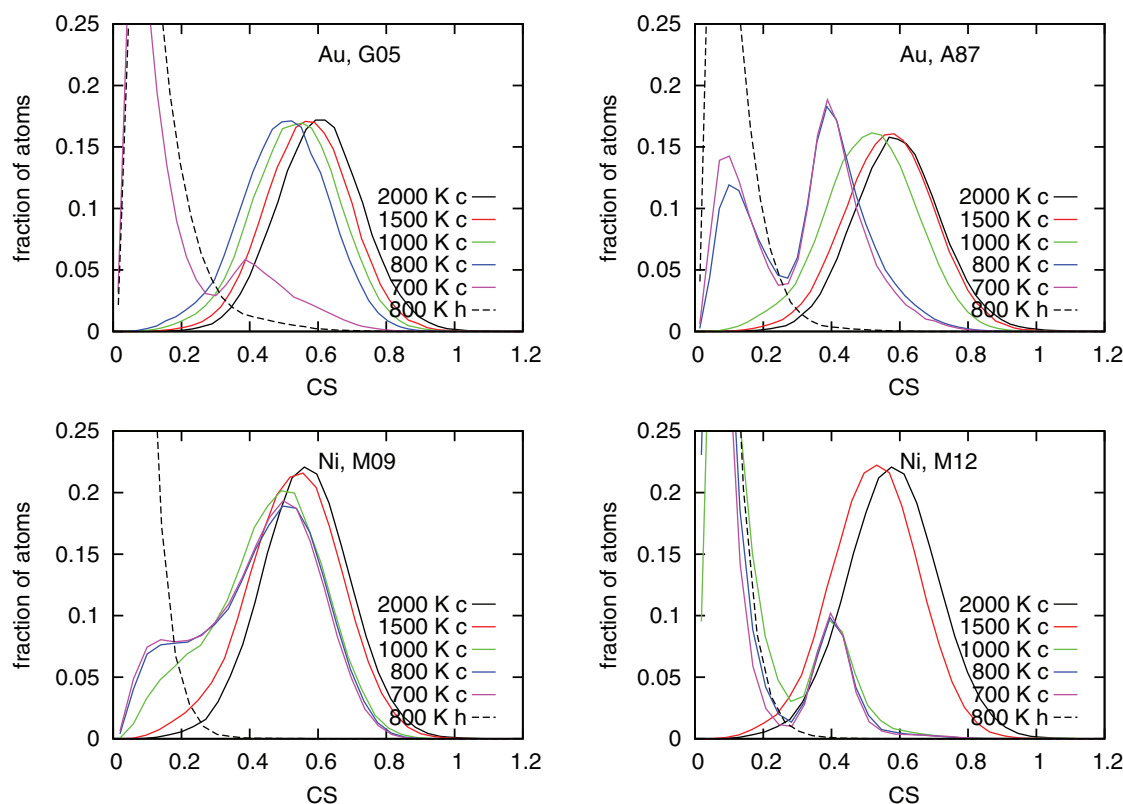 0.25
Au, G05
0.2
0.15
0.1
0.05
0
fraction of atoms
2000 K c
1500 K c
1000 K c
800 K c
700 K c
800 K h
0 0.2 0.4 0.6 0.8 1 1.2
CS
0.25
Au, A87
0.2
0.15
0.1
0.05
0
fraction of atoms
2000 K c
1500 K c
1000 K c
800 K c
700 K c
800 K h
0 0.2 0.4 0.6 0.8 1 1.2
CS
0.25
Ni, M09
0.2
0.15
0.1
0.05
0
fraction of atoms
2000 K c
1500 K c
1000 K c
800 K c
700 K c
800 K h
0 0.2 0.4 0.6 0.8 1 1.2
CS
0.25
Ni, M12
0.2
0.15
0.1
0.05
0
fraction of atoms
2000 K c
1500 K c
1000 K c
800 K c
700 K c
800 K h
0 0.2 0.4 0.6 0.8 1 1.2
CS